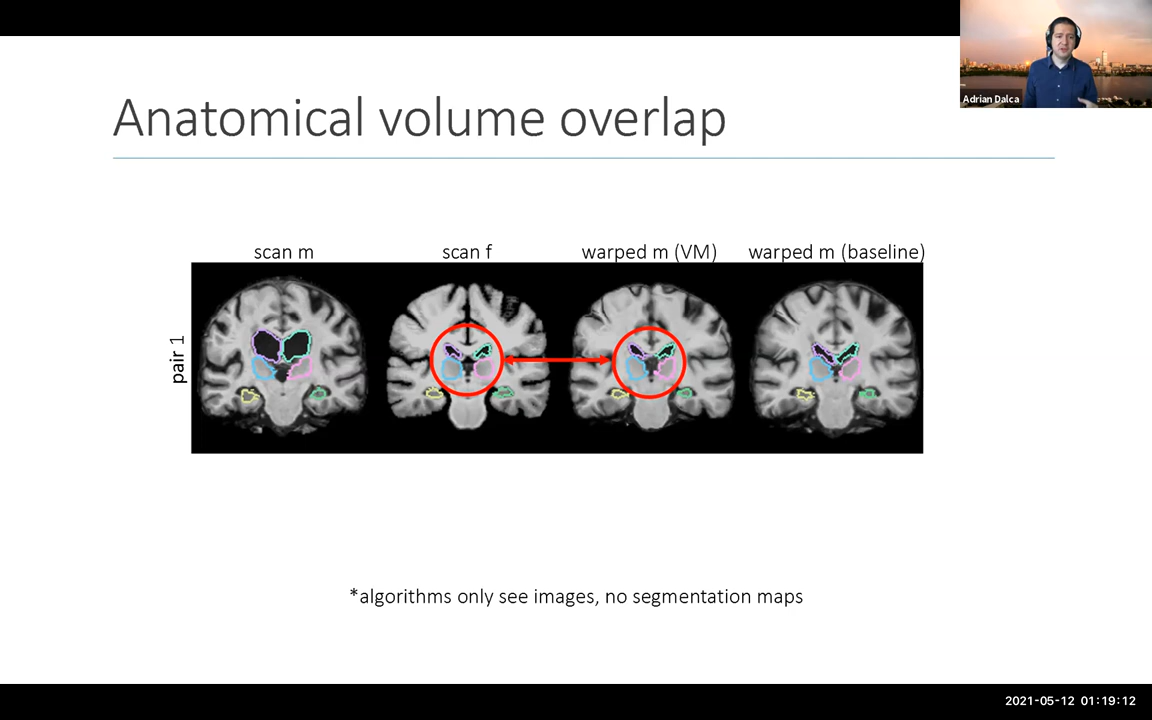 Adrian Dalca
Anatomical volume overlap
scan m
scan f
warped m (VM)
warped m (baseline)
pair 1
*algorithms only see images, no segmentation maps
2021-05-12 01:19:12